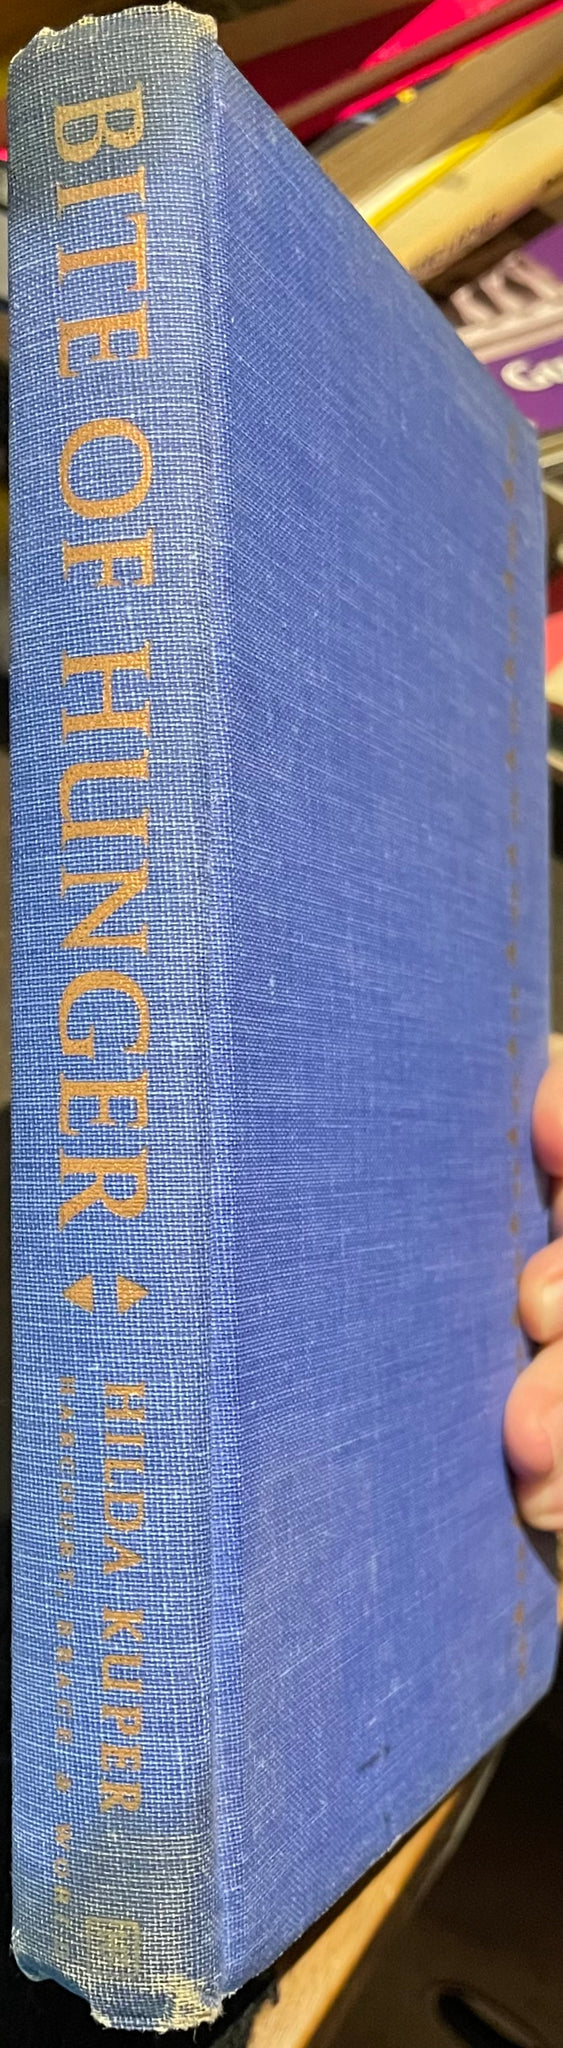 BITE OF HUNGER
HILDA KUPER
HARCOURT, BRACE & WORLD